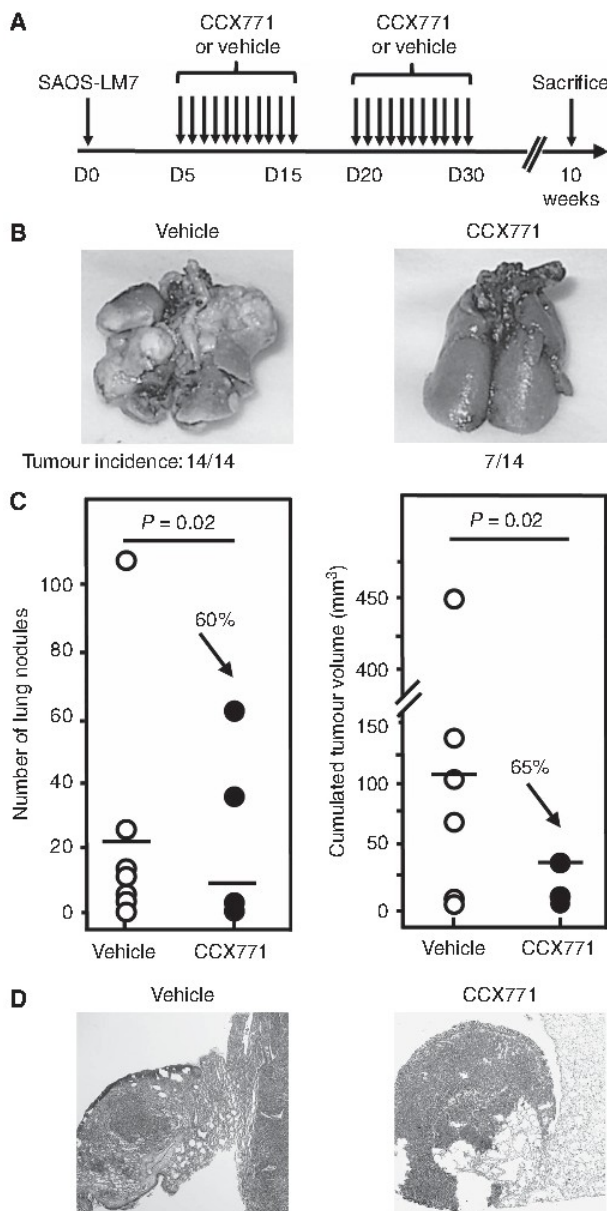 A
CCX771
or vehicle
CCX771
or vehicle
SAOS-LM7
Sacrifice
D0
D5
D15
D20
D30
10
weeks
B
Vehicle
CCX771
Tumour incidence: 14/14
7/14
C
Number of lung nodules
100
80
60
40
20
0
P = 0.02
60%
Vehicle
CCX771
Cumulated tumour volume (mm³)
450
400
150
100
50
0
P = 0.02
65%
Vehicle
CCX771
D
Vehicle
CCX771